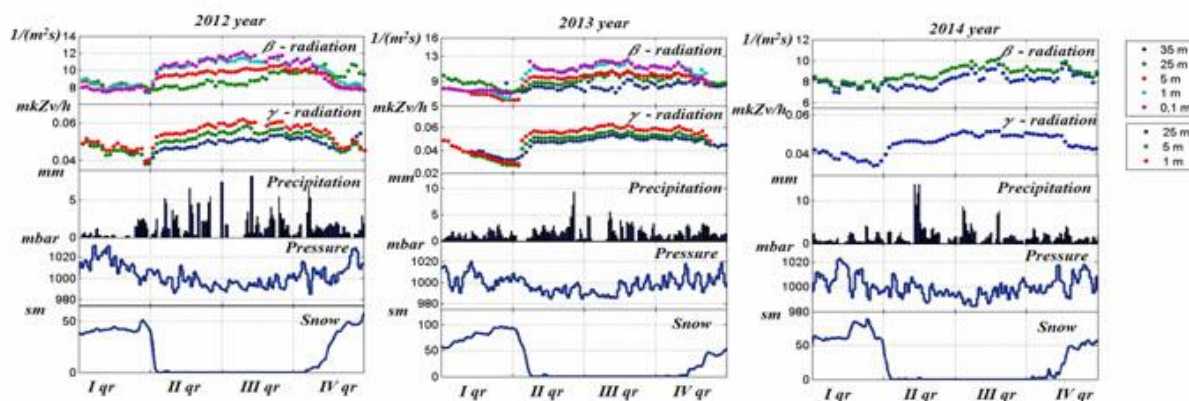 2012 year
1/(m²s)
14
12
10
8
β - radiation
mkZv/h
0.06
0.04
γ - radiation
mm
5
0
Precipitation
mbar
1020
1000
980
Pressure
sm
50
0
Snow
I qr II qr III qr IV qr
2013 year
1/(m²s)
16
13
9
5
β - radiation
mkZv/h
0.06
0.04
0.02
γ - radiation
mm
10
5
0
Precipitation
mbar
1020
1000
980
Pressure
sm
100
50
0
Snow
I qr II qr III qr IV qr
2014 year
1/(m²s)
14
12
10
8
6
β - radiation
mkZv/h
0.04
γ - radiation
mm
10
5
0
Precipitation
mbar
1020
1000
980
Pressure
sm
50
0
Snow
I qr II qr III qr IV qr
35 m
25 m
5 m
1 m
0,1 m
25 m
5 m
1 m